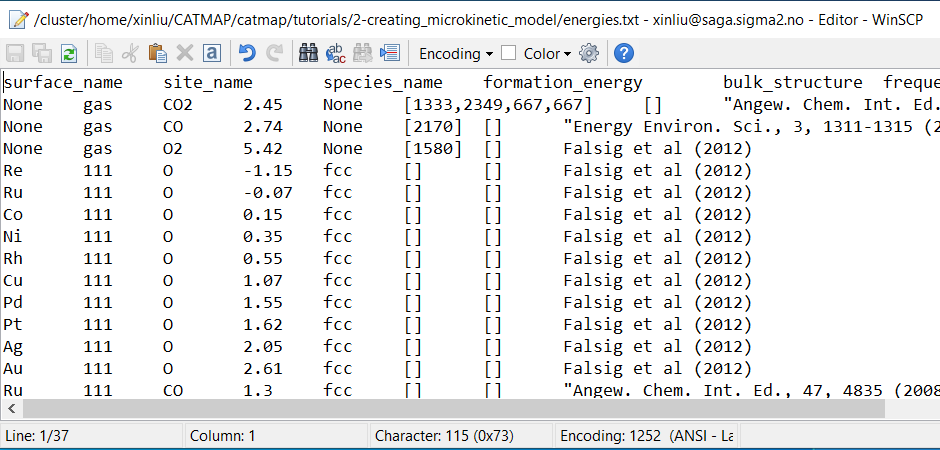 /cluster/home/xinliu/CATMAP/catmap/tutorials/2-creating_microkinetic_model/energies.txt - xinliu@saga.sigma2.no - Editor - WinSCP
Encoding Color
surface_name site_name species_name formation_energy bulk_structure freque
None gas CO2 2.45 None [1333,2349,667,667] [] "Angew. Chem. Int. Ed.
None gas CO 2.74 None [2170] [] "Energy Environ. Sci., 3, 1311-1315 (2
None gas O2 5.42 None [1580] [] Falsig et al (2012)
Re 111 O -1.15 fcc [] [] Falsig et al (2012)
Ru 111 O -0.07 fcc [] [] Falsig et al (2012)
Co 111 O 0.15 fcc [] [] Falsig et al (2012)
Ni 111 O 0.35 fcc [] [] Falsig et al (2012)
Rh 111 O 0.55 fcc [] [] Falsig et al (2012)
Cu 111 O 1.07 fcc [] [] Falsig et al (2012)
Pd 111 O 1.55 fcc [] [] Falsig et al (2012)
Pt 111 O 1.62 fcc [] [] Falsig et al (2012)
Ag 111 O 2.05 fcc [] [] Falsig et al (2012)
Au 111 O 2.61 fcc [] [] Falsig et al (2012)
Ru 111 CO 1.3 fcc [] [] "Angew. Chem. Int. Ed., 47, 4835 (2008
Line: 1/37 Column: 1 Character: 115 (0x73) Encoding: 1252 (ANSI - La